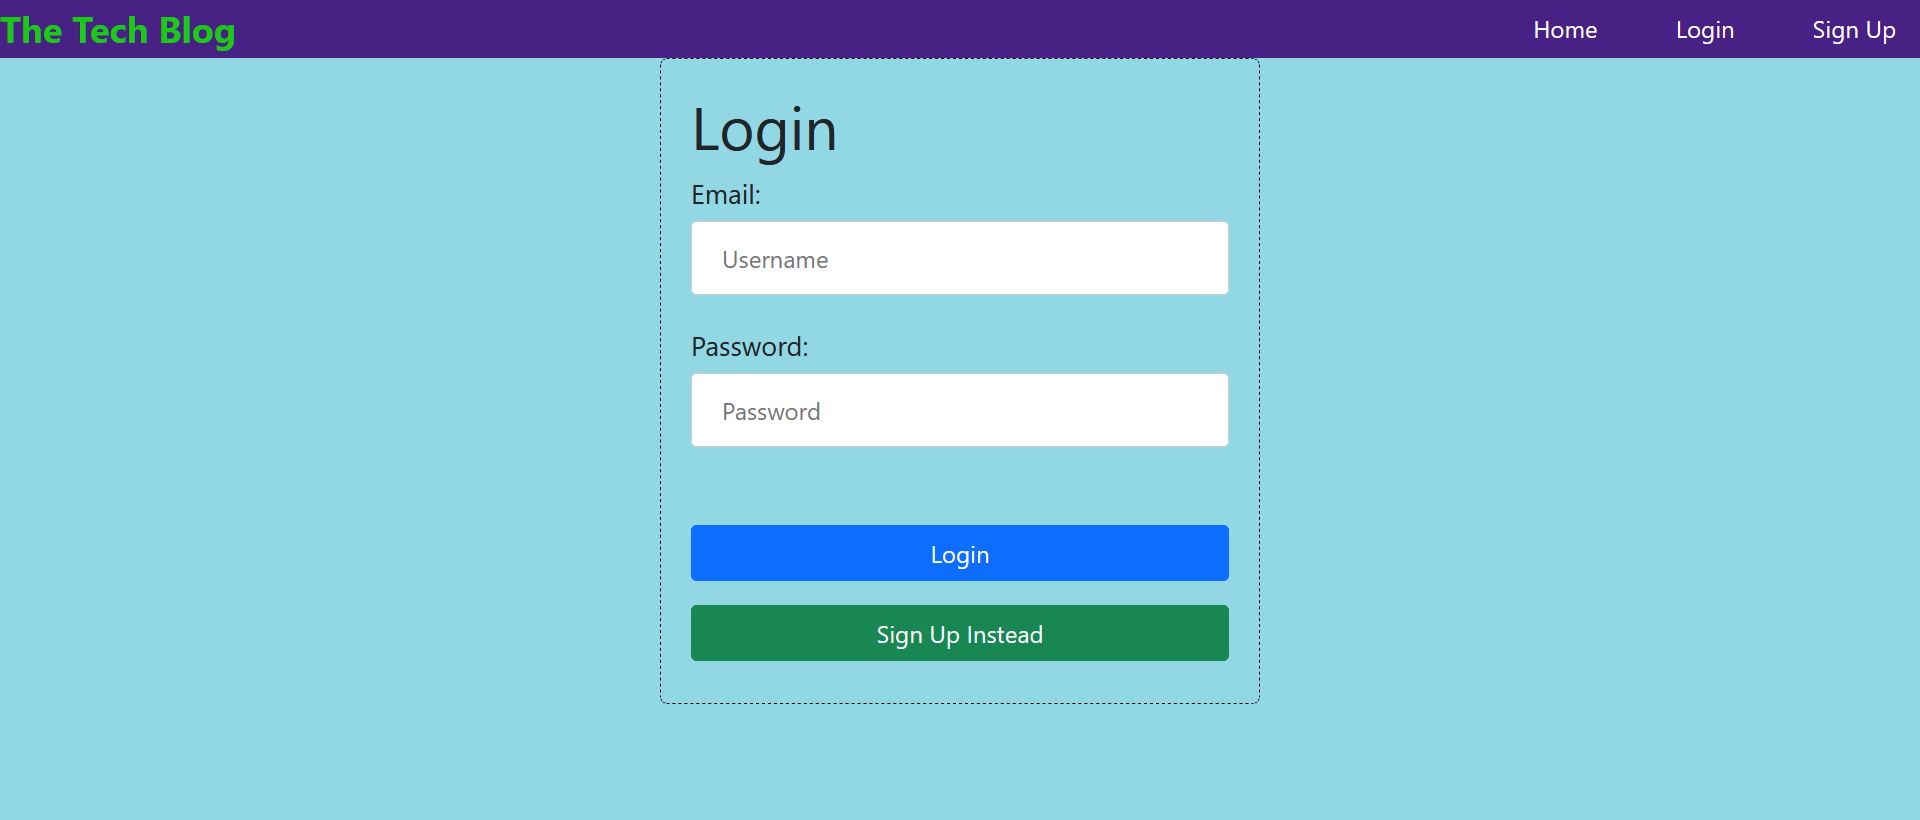 The Tech Blog
Home Login Sign Up
Login
Email:
Username
Password:
Password
Login
Sign Up Instead